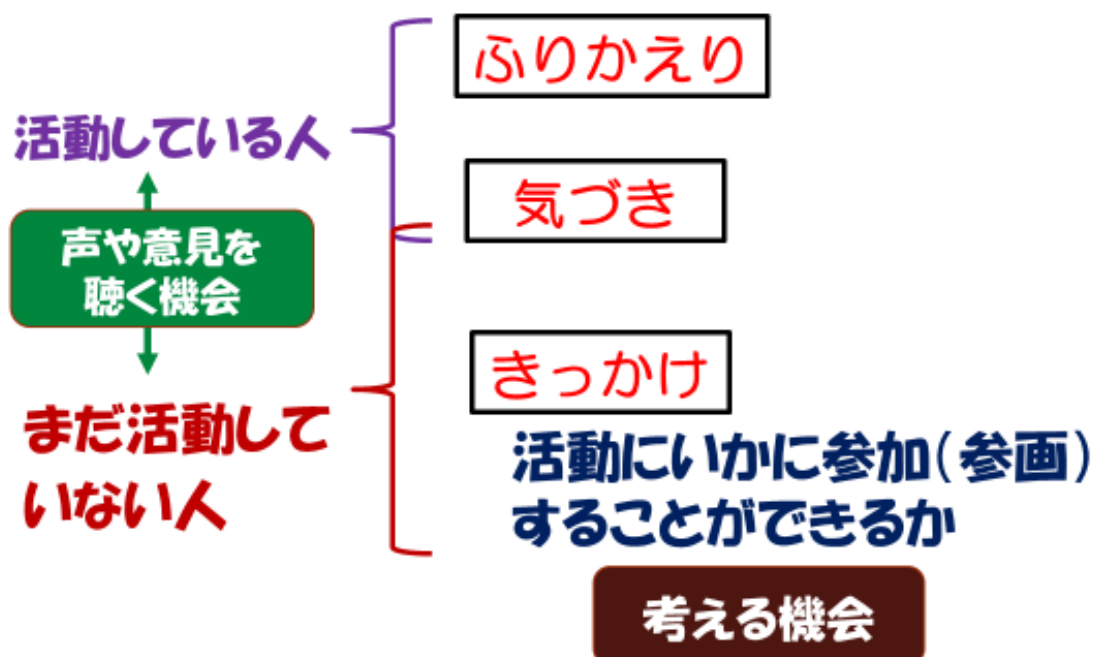 ふりかえり
活動している人
気づき
声や意見を
聴く機会
きっかけ
まだ活動して
いない人
活動にいかに参加(参画)
することができるか
考える機会